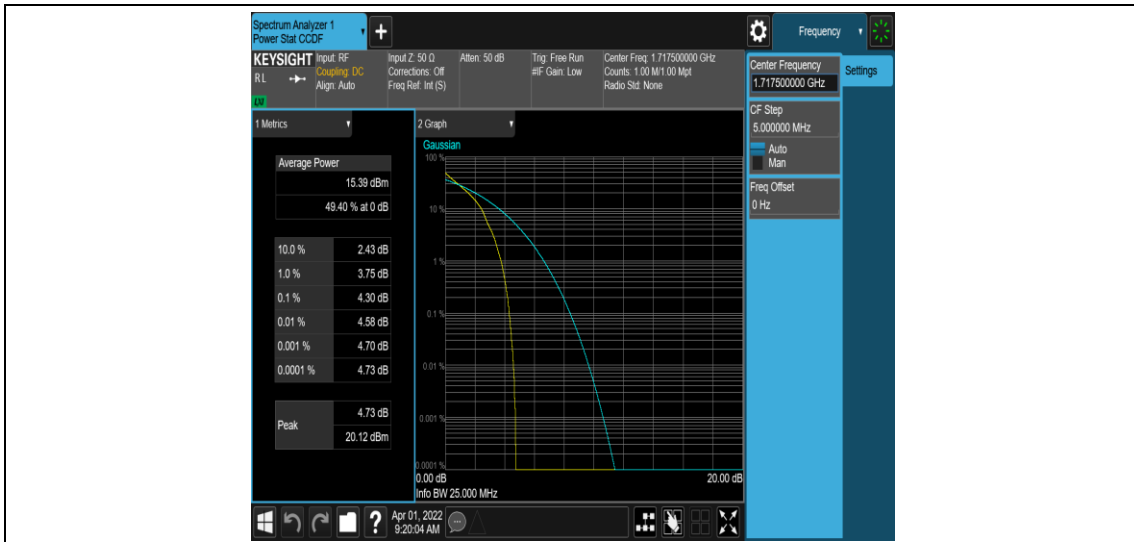 Spectrum Analyzer 1
Power Stat CCDF
+
Frequency
KEYSIGHT
RL
LXI
Input: RF
Coupling: DC
Align: Auto
Input Z: 50 Ω
Corrections: Off
Freq Ref: Int (S)
Atten: 50 dB
Trig: Free Run
#IF Gain: Low
Center Freq: 1.717500000 GHz
Counts: 1.00 M/1.00 Mpt
Radio Std: None
Center Frequency
1.717500000 GHz
Settings
CF Step
5.000000 MHz
Auto
Man
Freq Offset
0 Hz
1 Metrics
Average Power
15.39 dBm
49.40 % at 0 dB
10.0 % 2.43 dB
1.0 % 3.75 dB
0.1 % 4.30 dB
0.01 % 4.58 dB
0.001 % 4.70 dB
0.0001 % 4.73 dB
Peak
4.73 dB
20.12 dBm
2 Graph
Gaussian
100 %
10 %
1 %
0.1 %
0.01 %
0.001 %
0.0001 %
0.00 dB 20.00 dB
Info BW 25.000 MHz
?
Apr 01, 2022
9:20:04 AM